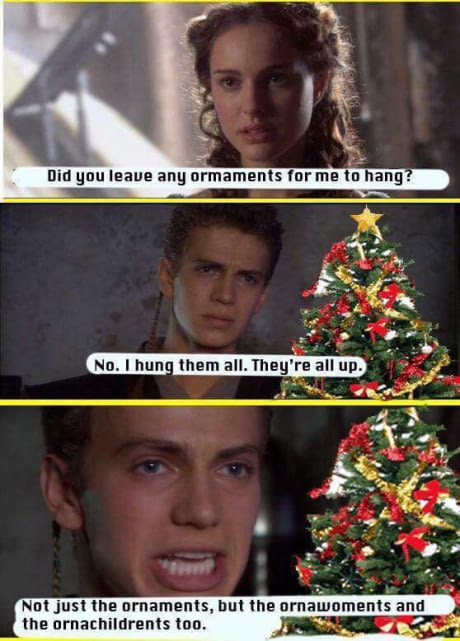 Did you leave any ormaments for me to hang?
No. I hung them all. They're all up.
Not just the ornaments, but the ornawoments and
the ornachildrents too.